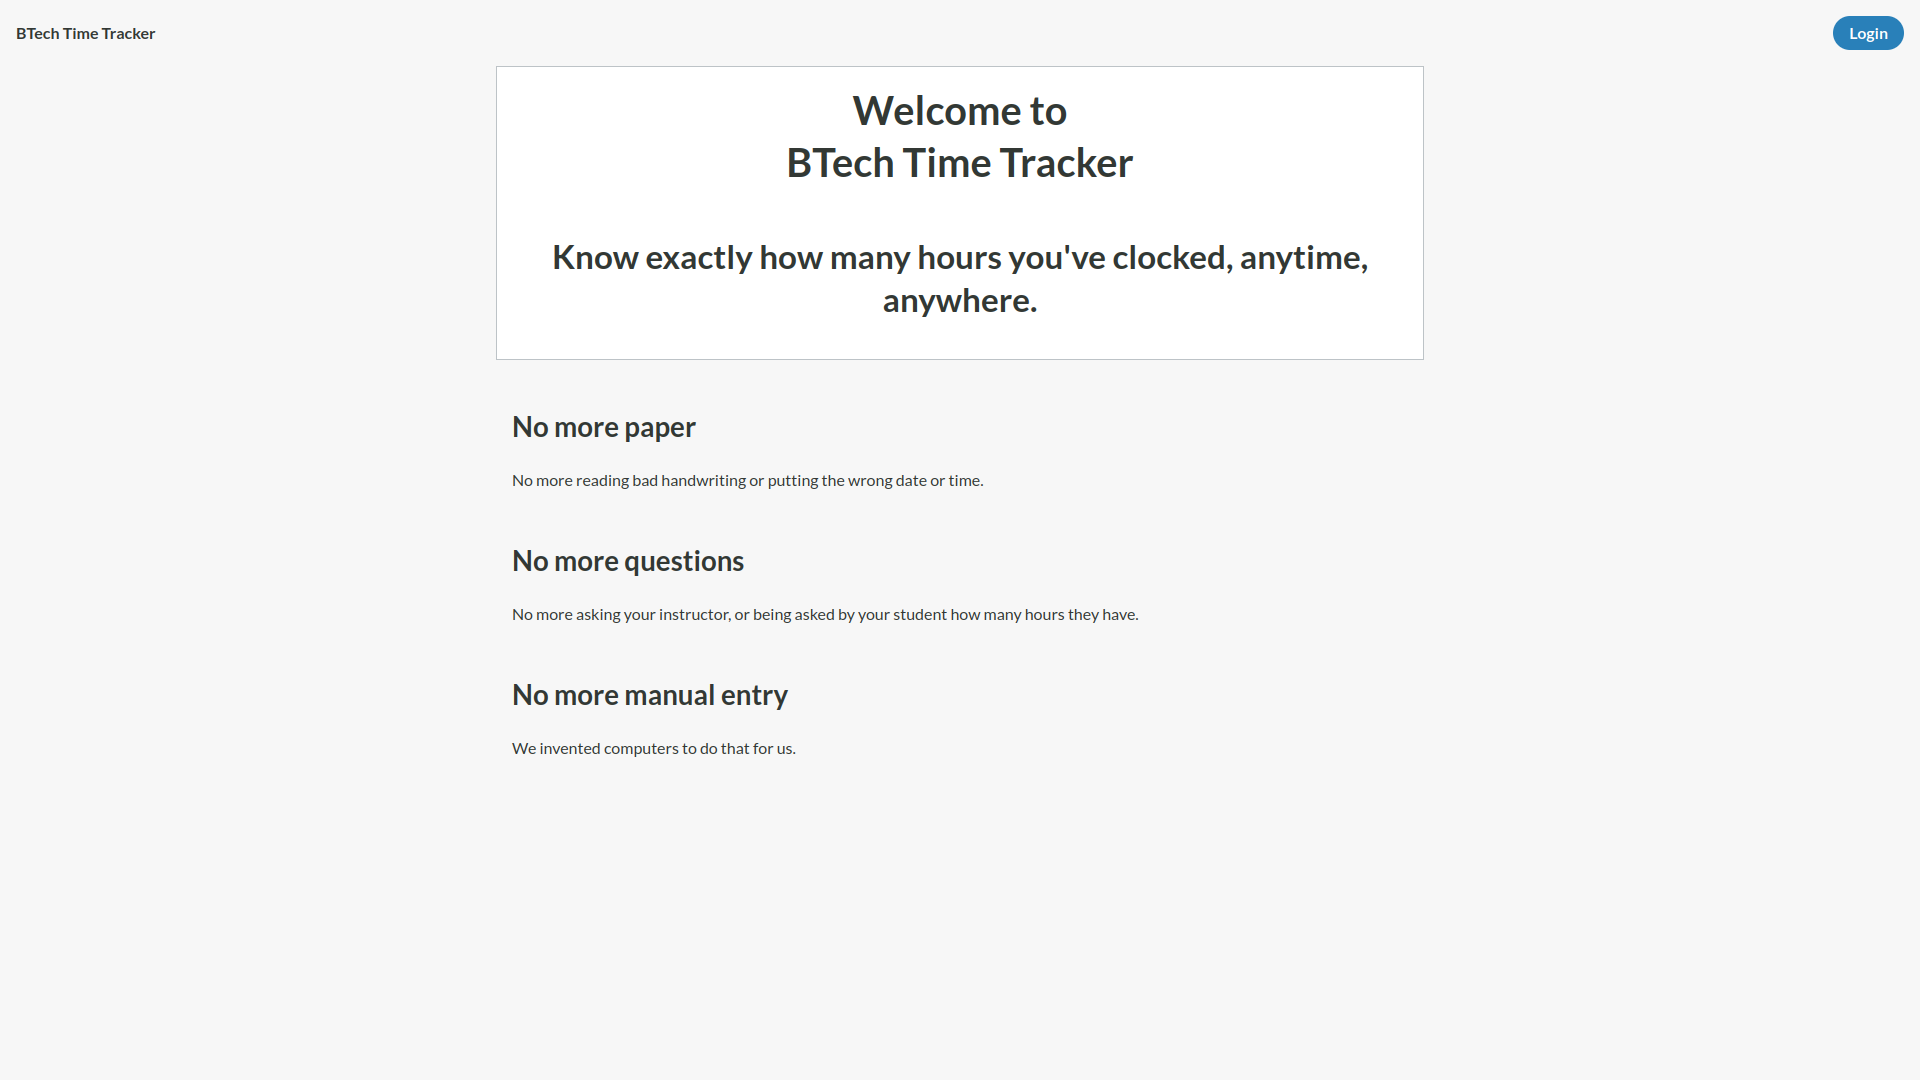 BTech Time Tracker
Login
Welcome to
BTech Time Tracker
Know exactly how many hours you've clocked, anytime,
anywhere.
No more paper
No more reading bad handwriting or putting the wrong date or time.
No more questions
No more asking your instructor, or being asked by your student how many hours they have.
No more manual entry
We invented computers to do that for us.